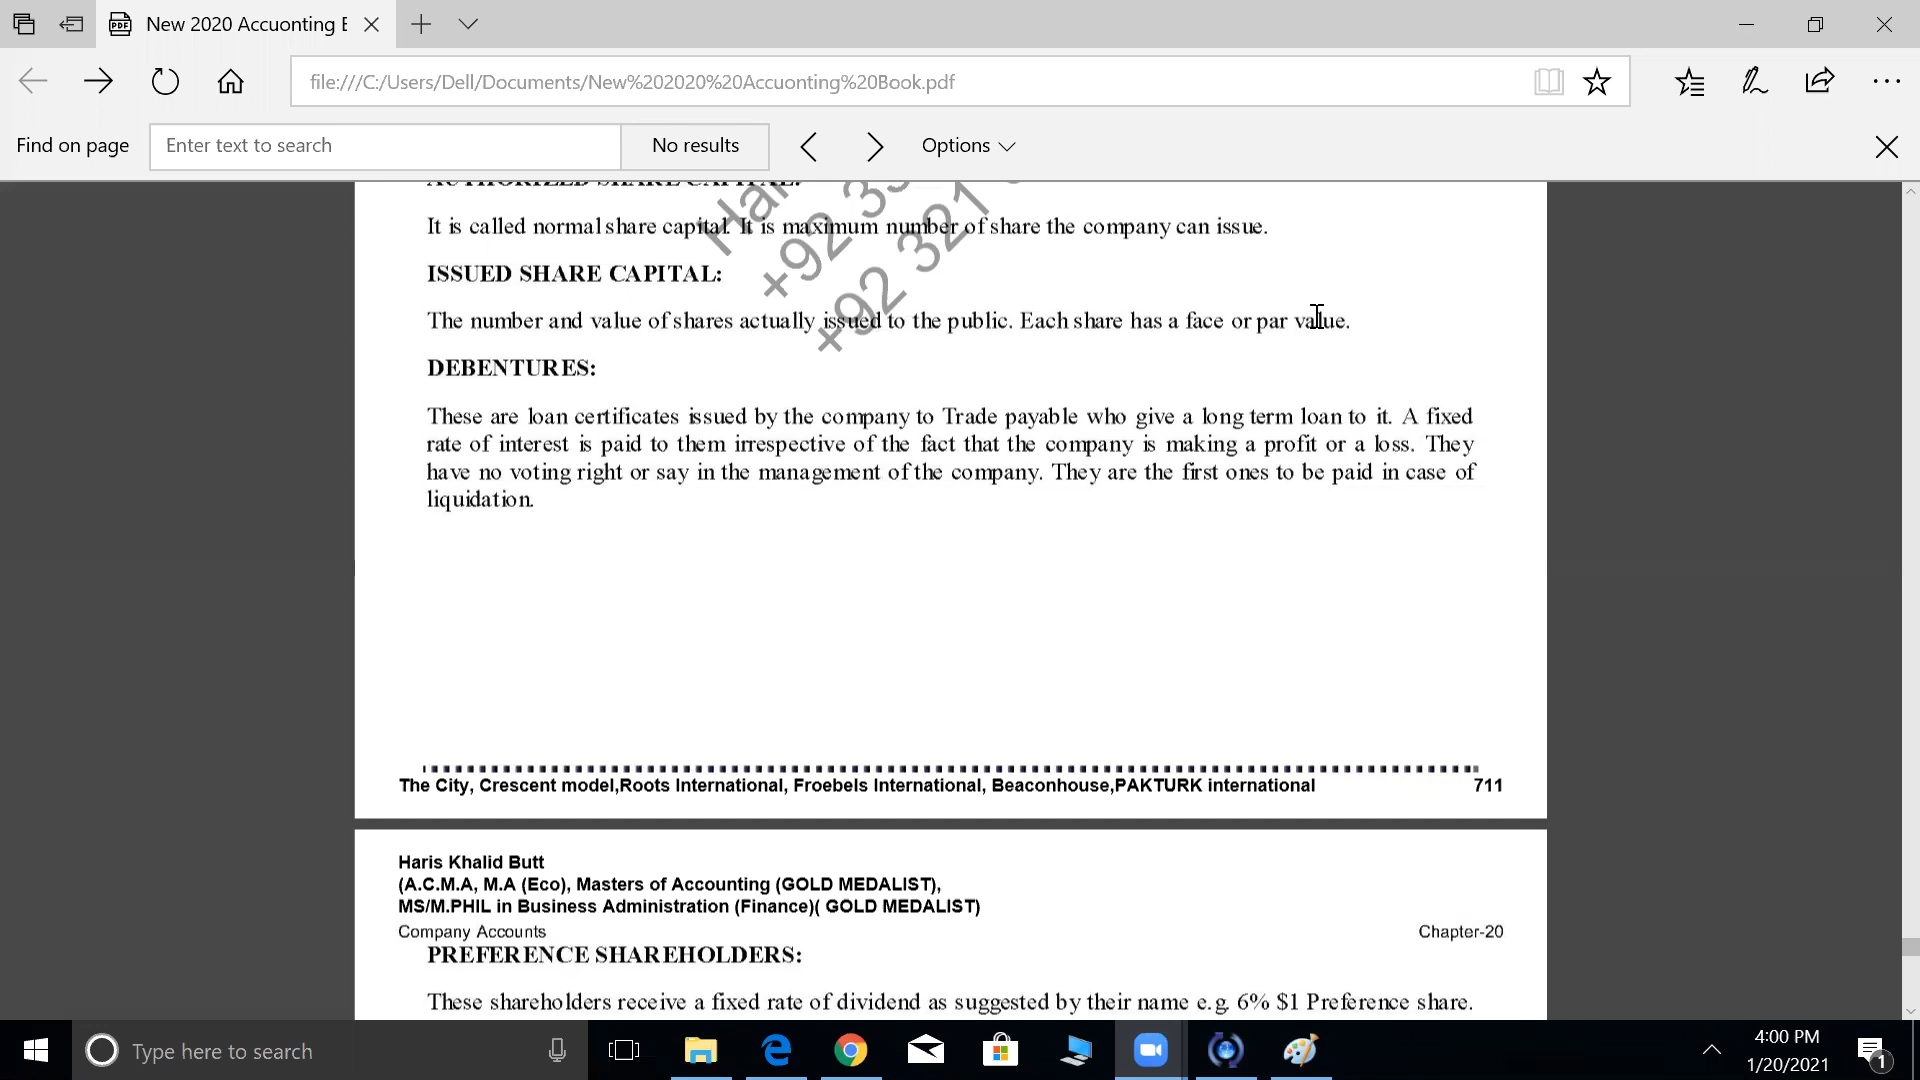 New 2020 Accuonting E
file:///C:/Users/Dell/Documents/New%202020%20Accuonting%20Book.pdf
Find on page
Enter text to search
No results
Options
AUTHORIZED SHARE CAPITAL:
It is called normal share capital. It is maximum number of share the company can issue.
ISSUED SHARE CAPITAL:
The number and value of shares actually issued to the public. Each share has a face or par value.
DEBENTURES:
These are loan certificates issued by the company to Trade payable who give a long term loan to it. A fixed
rate of interest is paid to them irrespective of the fact that the company is making a profit or a loss. They
have no voting right or say in the management of the company. They are the first ones to be paid in case of
liquidation.
+92 321
The City, Crescent model,Roots International, Froebels International, Beaconhouse,PAKTURK international 711
Haris Khalid Butt
(A.C.M.A, M.A (Eco), Masters of Accounting (GOLD MEDALIST),
MS/M.PHIL in Business Administration (Finance)( GOLD MEDALIST)
Company Accounts Chapter-20
PREFERENCE SHAREHOLDERS:
These shareholders receive a fixed rate of dividend as suggested by their name e.g. 6% $1 Preference share.
Type here to search
4:00 PM
1/20/2021
1